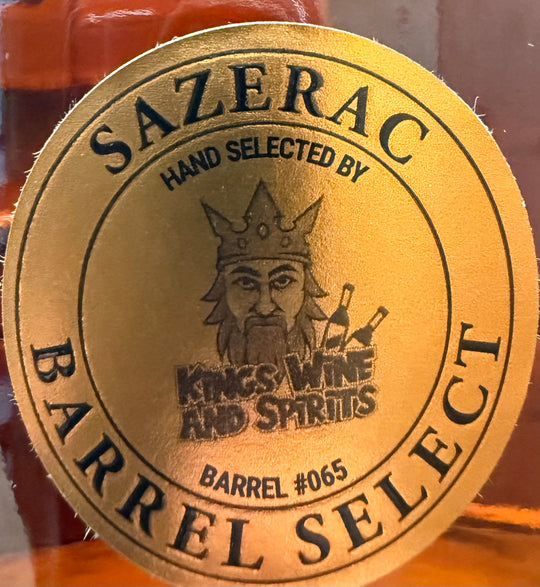 SAZERAC
HAND SELECTED BY
KINGS WINE
AND SPIRITS
BARREL #065
BARREL SELECT